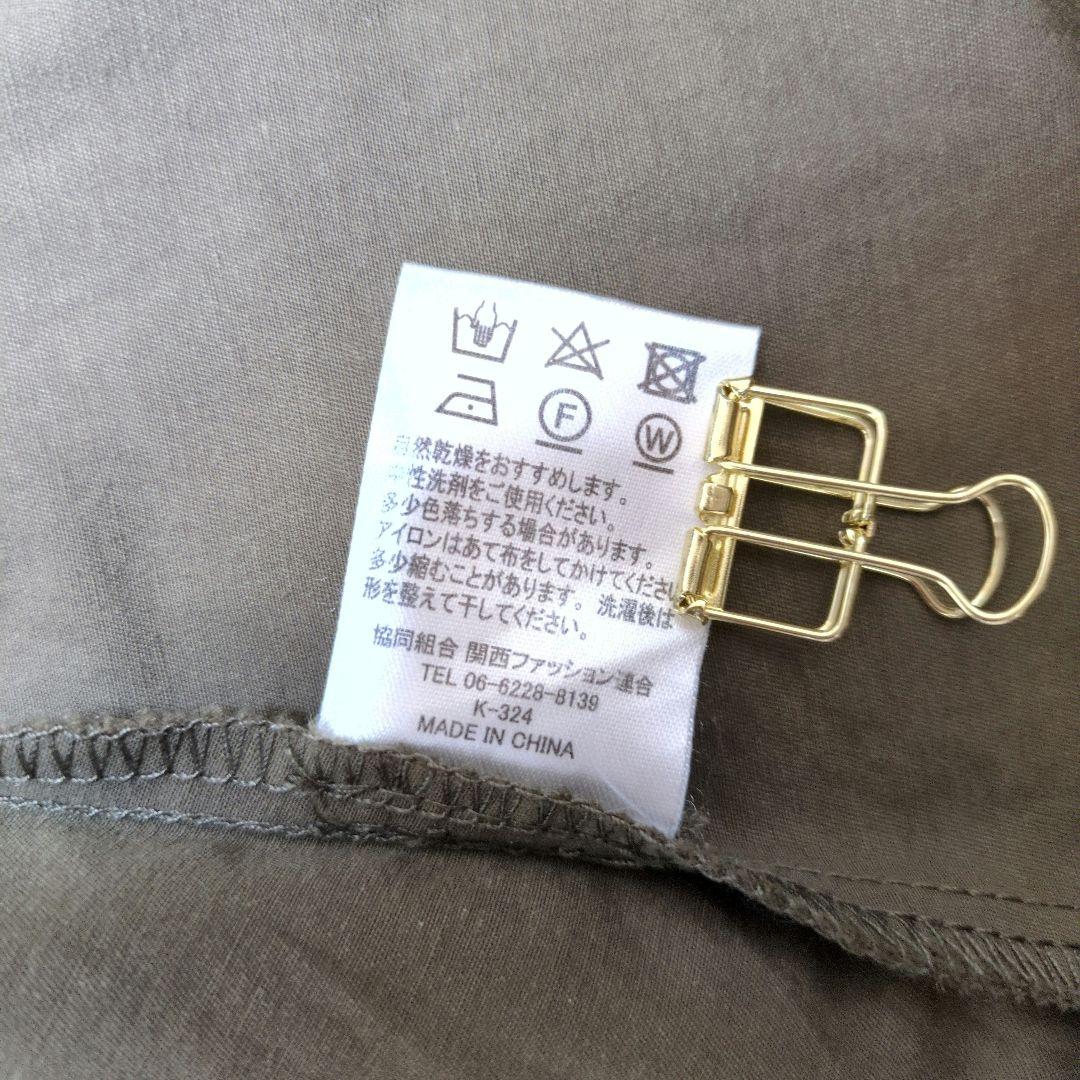 F
W
自然乾燥をおすすめします。
中性洗剤をご使用ください。
多少色落ちする場合があります。
アイロンはあて布をしてかけてください
多少縮むことがあります。洗濯後は
形を整えて干してください。
協同組合 関西ファッション連合
TEL 06-6228-8139
K-324
MADE IN CHINA